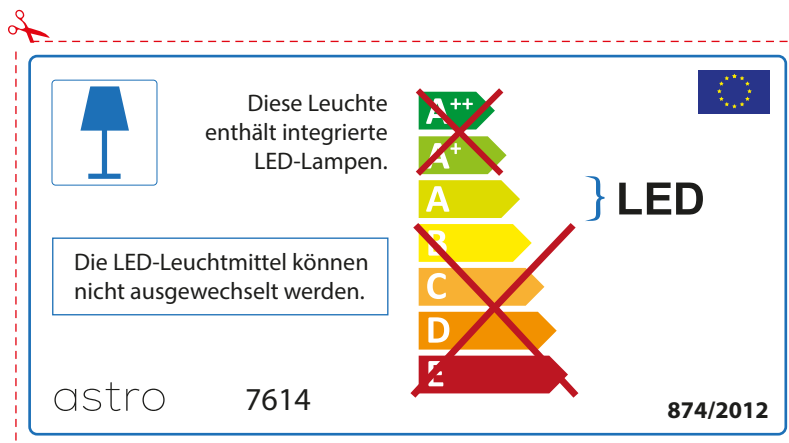 Diese Leuchte
enthält integrierte
LED-Lampen.
A++
A+
A
B
C
D
E
LED
Die LED-Leuchtmittel können
nicht ausgewechselt werden.
astro
7614
874/2012